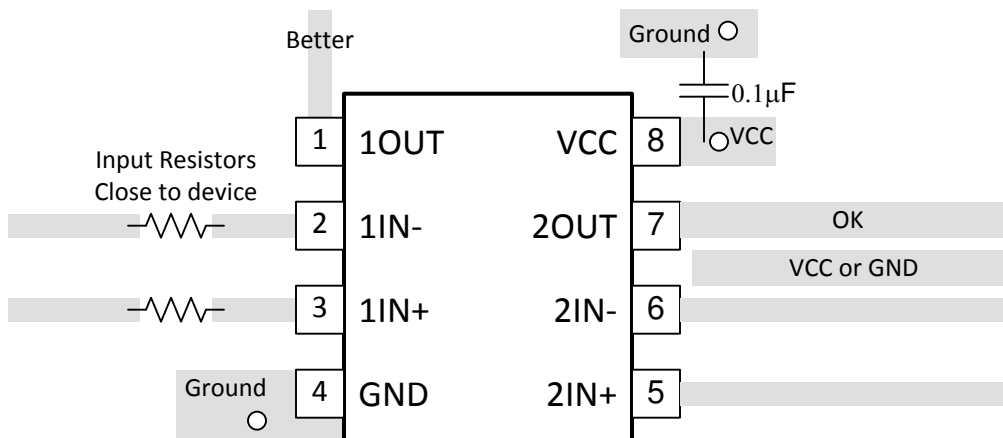 Better
Ground
0.1µF
1 1OUT VCC 8 VCC
Input Resistors
Close to device
2 1IN- 2OUT 7 OK
VCC or GND
3 1IN+ 2IN- 6
Ground
4 GND 2IN+ 5